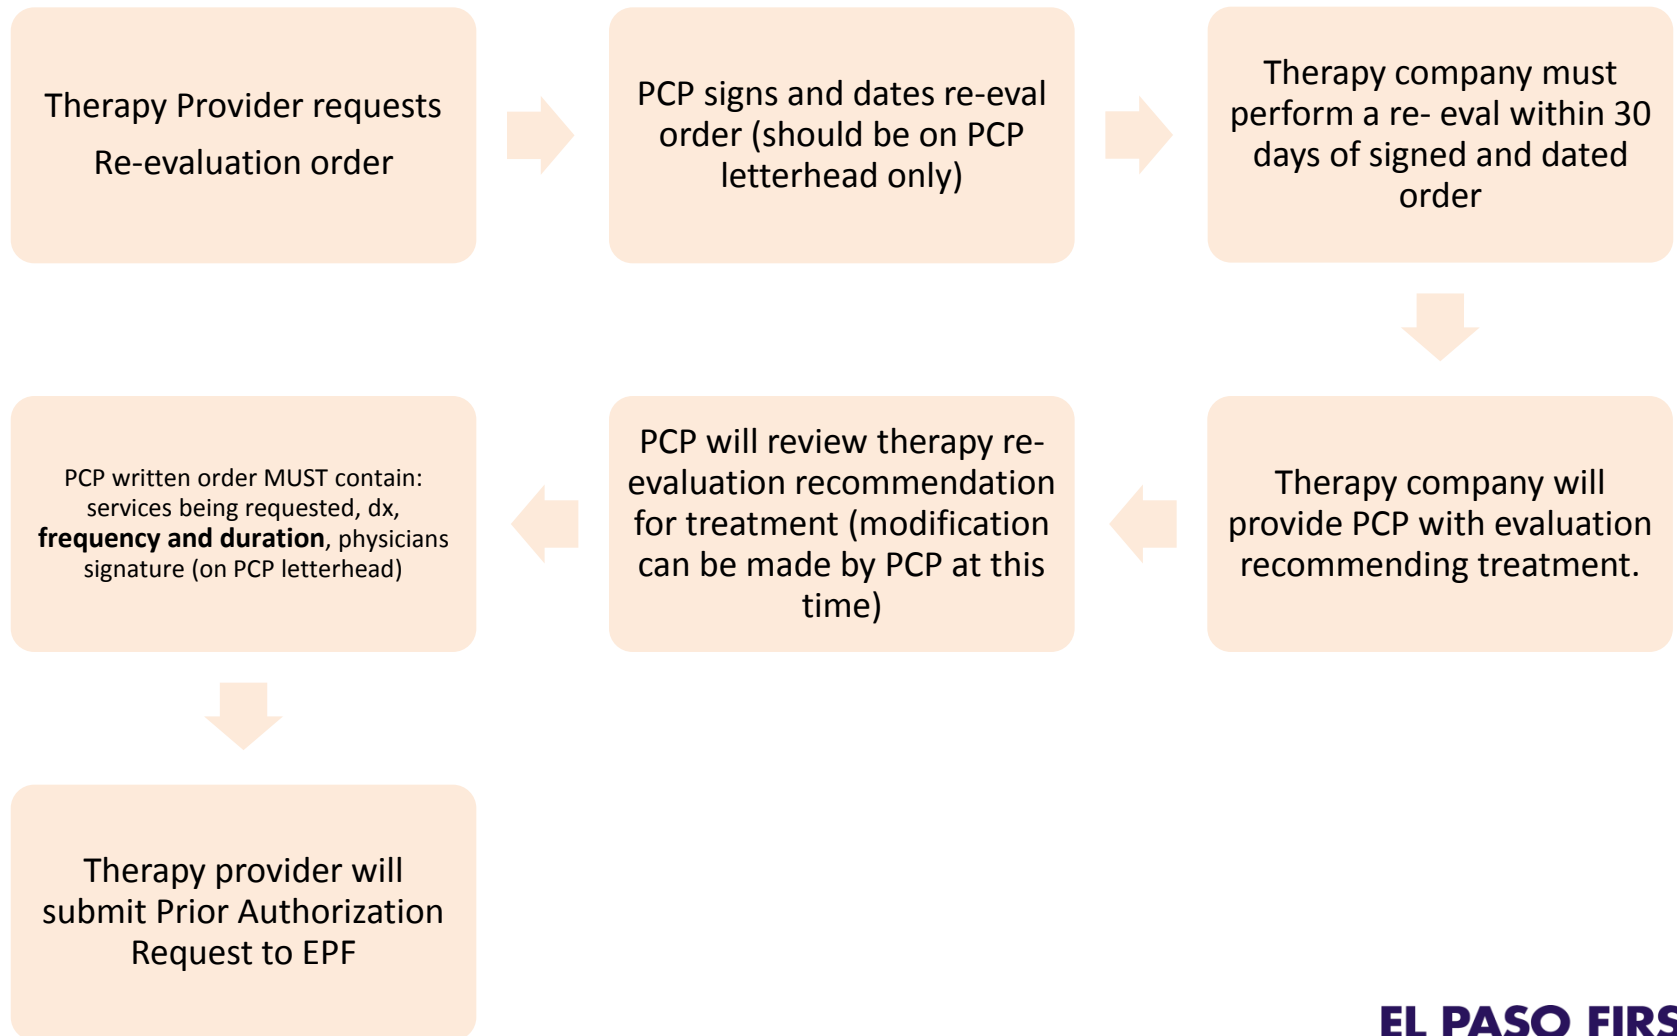 Therapy Provider requests
Re-evaluation order
PCP signs and dates re-eval
order (should be on PCP
letterhead only)
Therapy company must
perform a re- eval within 30
days of signed and dated
order
Therapy company will
provide PCP with evaluation
recommending treatment.
PCP will review therapy re-
evaluation recommendation
for treatment (modification
can be made by PCP at this
time)
PCP written order MUST contain:
services being requested, dx,
frequency and duration, physicians
signature (on PCP letterhead)
Therapy provider will
submit Prior Authorization
Request to EPF
EL PASO FIRS